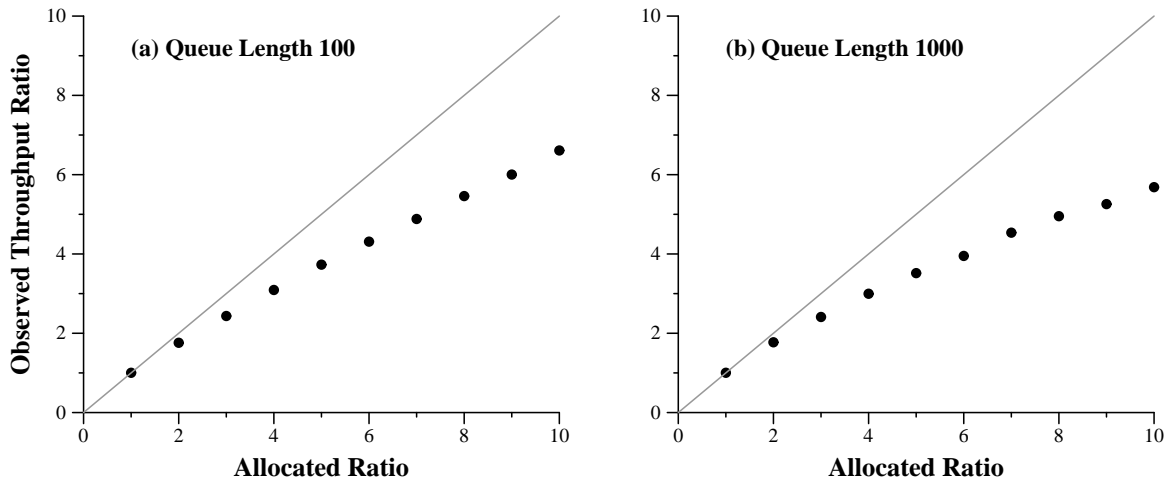 (a) Queue Length 100
Observed Throughput Ratio
10
8
6
4
2
0
0 2 4 6 8 10
Allocated Ratio
(b) Queue Length 1000
10
8
6
4
2
0
0 2 4 6 8 10
Allocated Ratio